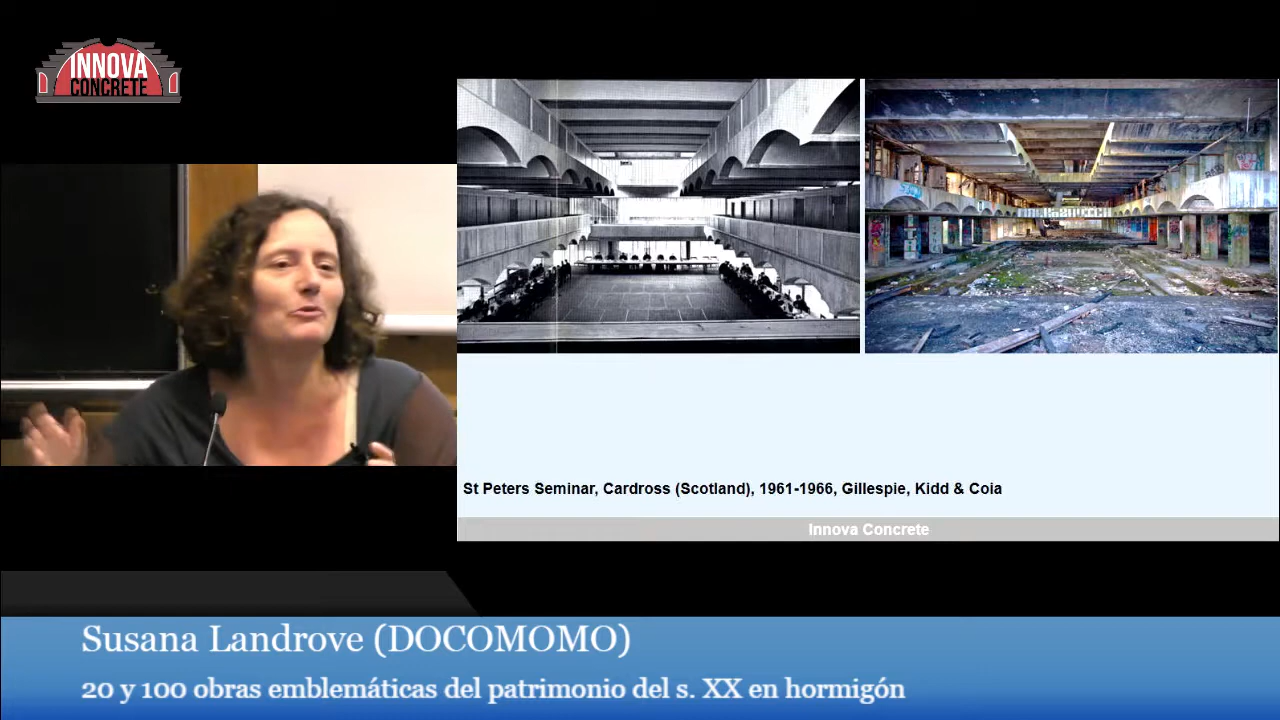 INNOVA
CONCRETE
St Peters Seminar, Cardross (Scotland), 1961-1966, Gillespie, Kidd & Coia
Innova Concrete
Susana Landrove (DOCOMOMO)
20 y 100 obras emblemáticas del patrimonio del s. XX en hormigón